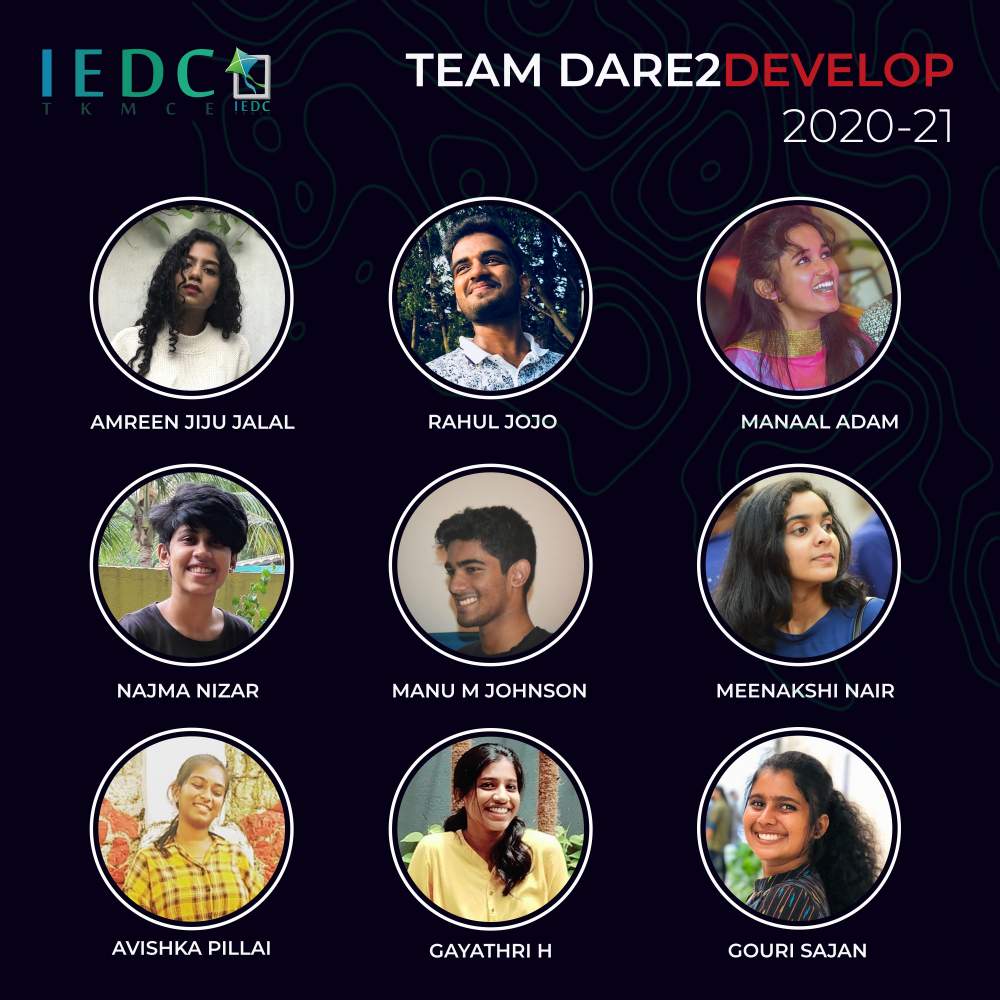 IEDC
TKMCE
IEDC
TEAM DARE2DEVELOP
2020-21
AMREEN JIJU JALAL
RAHUL JOJO
MANAAL ADAM
NAJMA NIZAR
MANU M JOHNSON
MEENAKSHI NAIR
AVISHKA PILLAI
GAYATHRI H
GOURI SAJAN